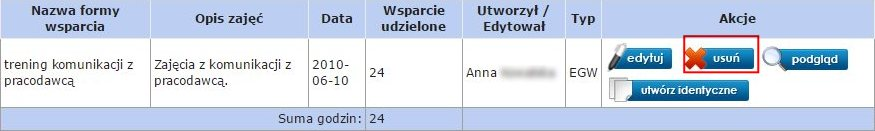 Nazwa formy wsparcia Opis zajęć Data Wsparcie udzielone Utworzył / Edytował Typ Akcje
trening komunikacji z pracodawcą Zajęcia z komunikacji z pracodawcą. 2010-06-10 24 Anna EGW edytuj usuń podgląd
utwórz identyczne
Suma godzin: 24